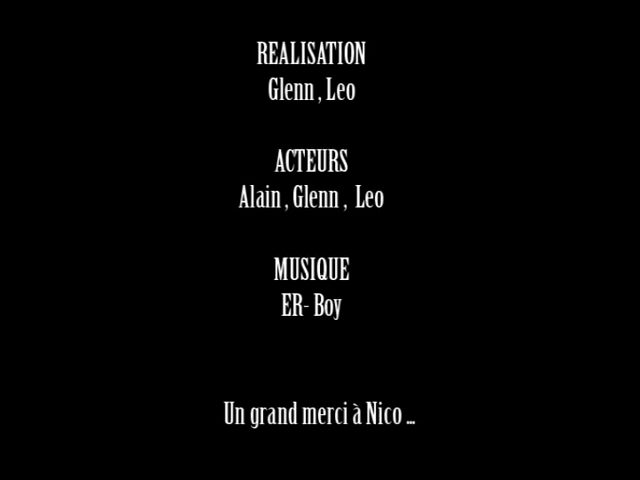 REALISATION
Glenn , Leo
ACTEURS
Alain , Glenn ,  Leo
MUSIQUE
ER- Boy
Un grand merci à Nico ...